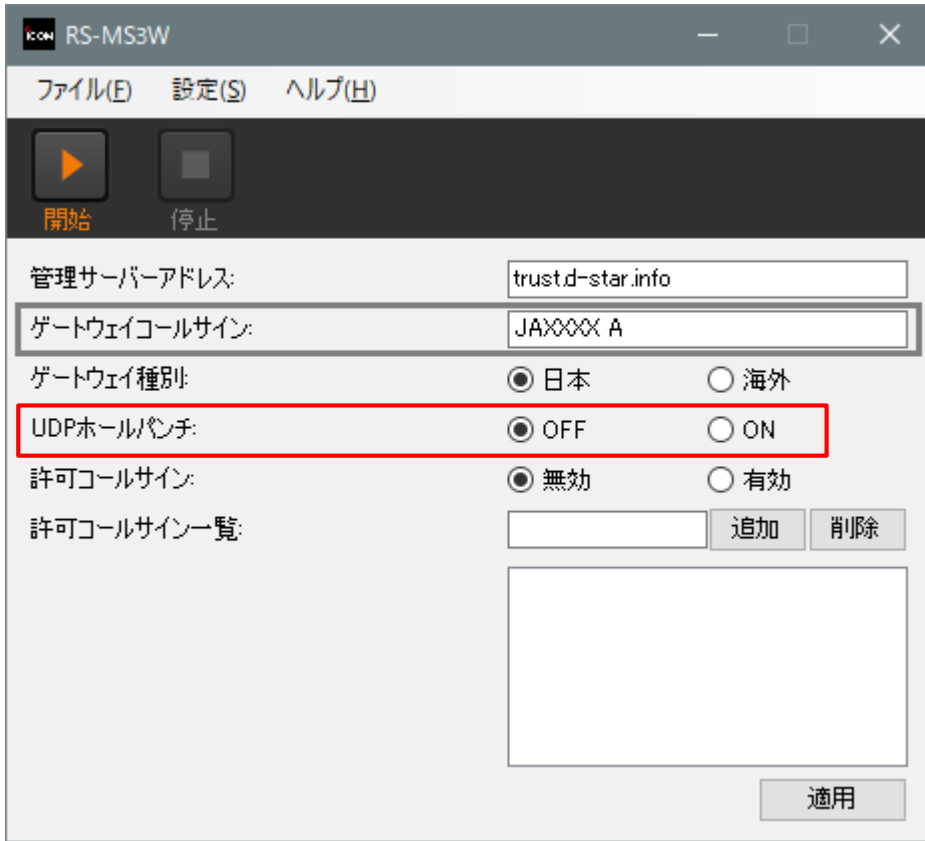 ICOM RS-MS3W
ファイル(F) 設定(S) ヘルプ(H)
開始 停止
管理サーバーアドレス: trust.d-star.info
ゲートウェイコールサイン: JAXXXX A
ゲートウェイ種別: 日本 海外
UDPホールパンチ: OFF ON
許可コールサイン: 無効 有効
許可コールサイン一覧: 追加 削除
適用